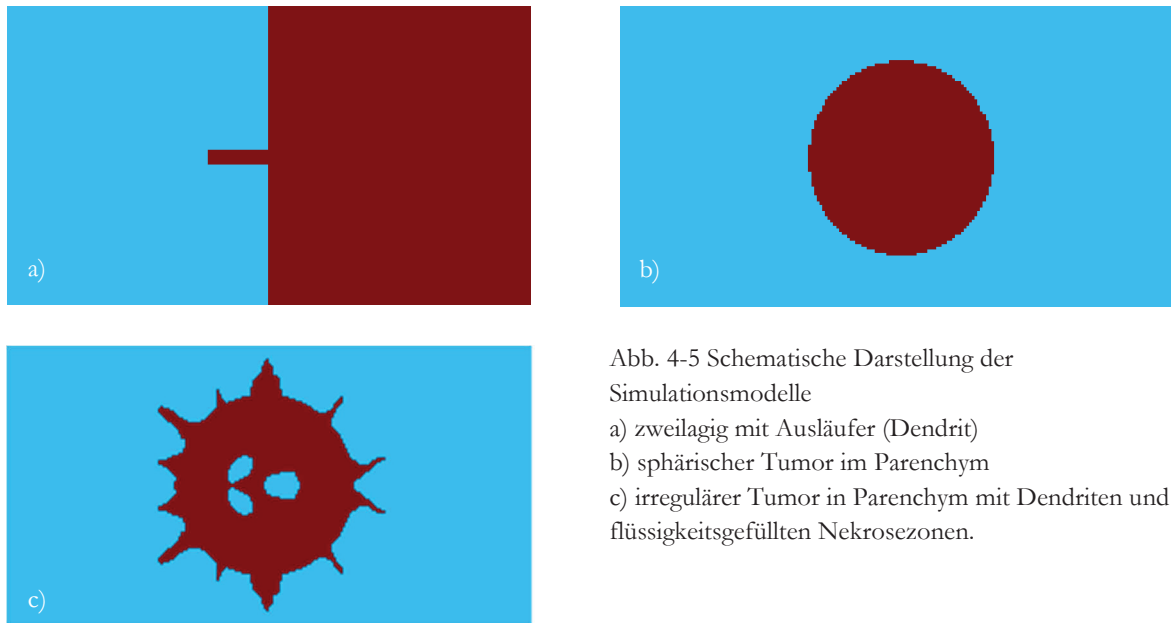 a)
b)
c)
Abb. 4-5 Schematische Darstellung der
Simulationsmodelle
a) zweilagig mit Ausläufer (Dendrit)
b) sphärischer Tumor im Parenchym
c) irregulärer Tumor in Parenchym mit Dendriten und
flüssigkeitsgefüllten Nekrosezonen.